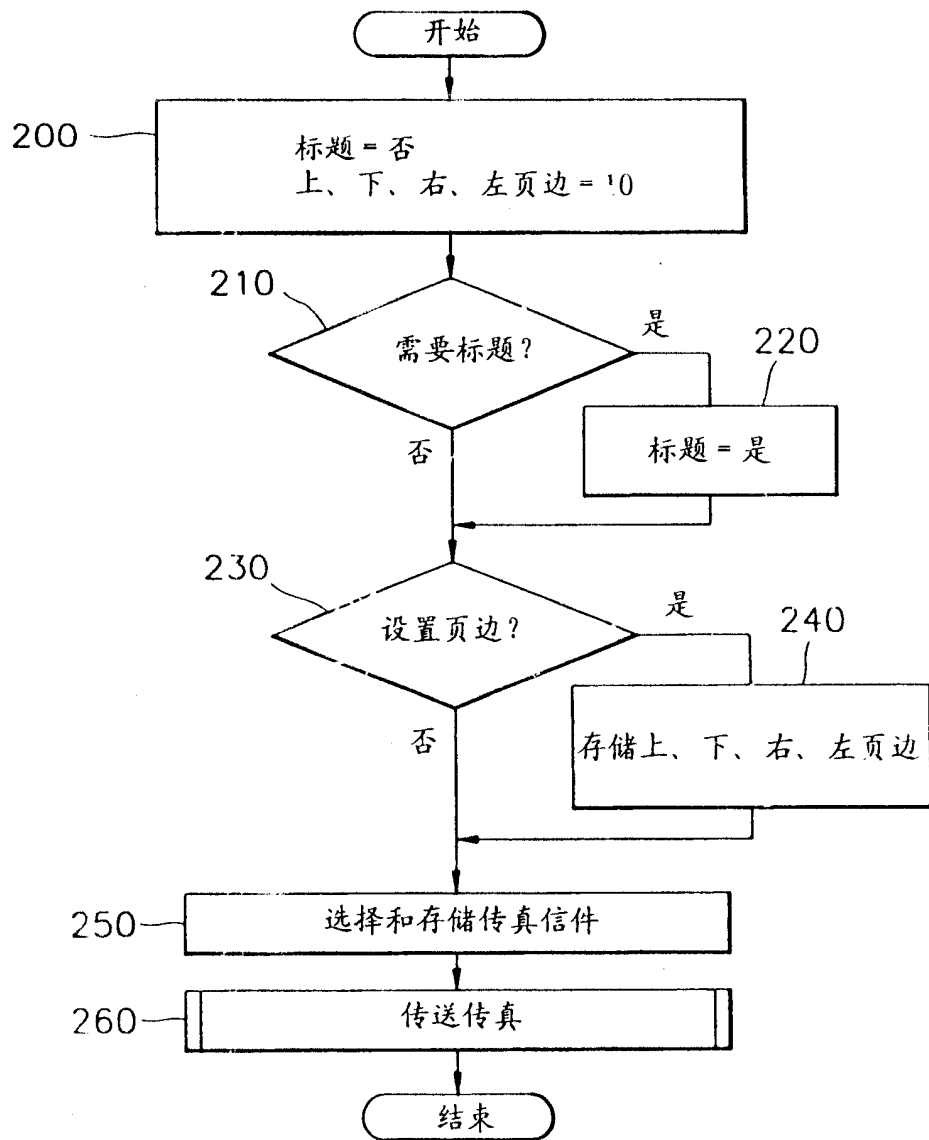 开始
200
标题 = 否
上、下、右、左页边 = 10
210
需要标题?
是
220
标题 = 是
否
230
设置页边?
是
240
存储上、下、右、左页边
否
250
选择和存储传真信件
260
传送传真
结束